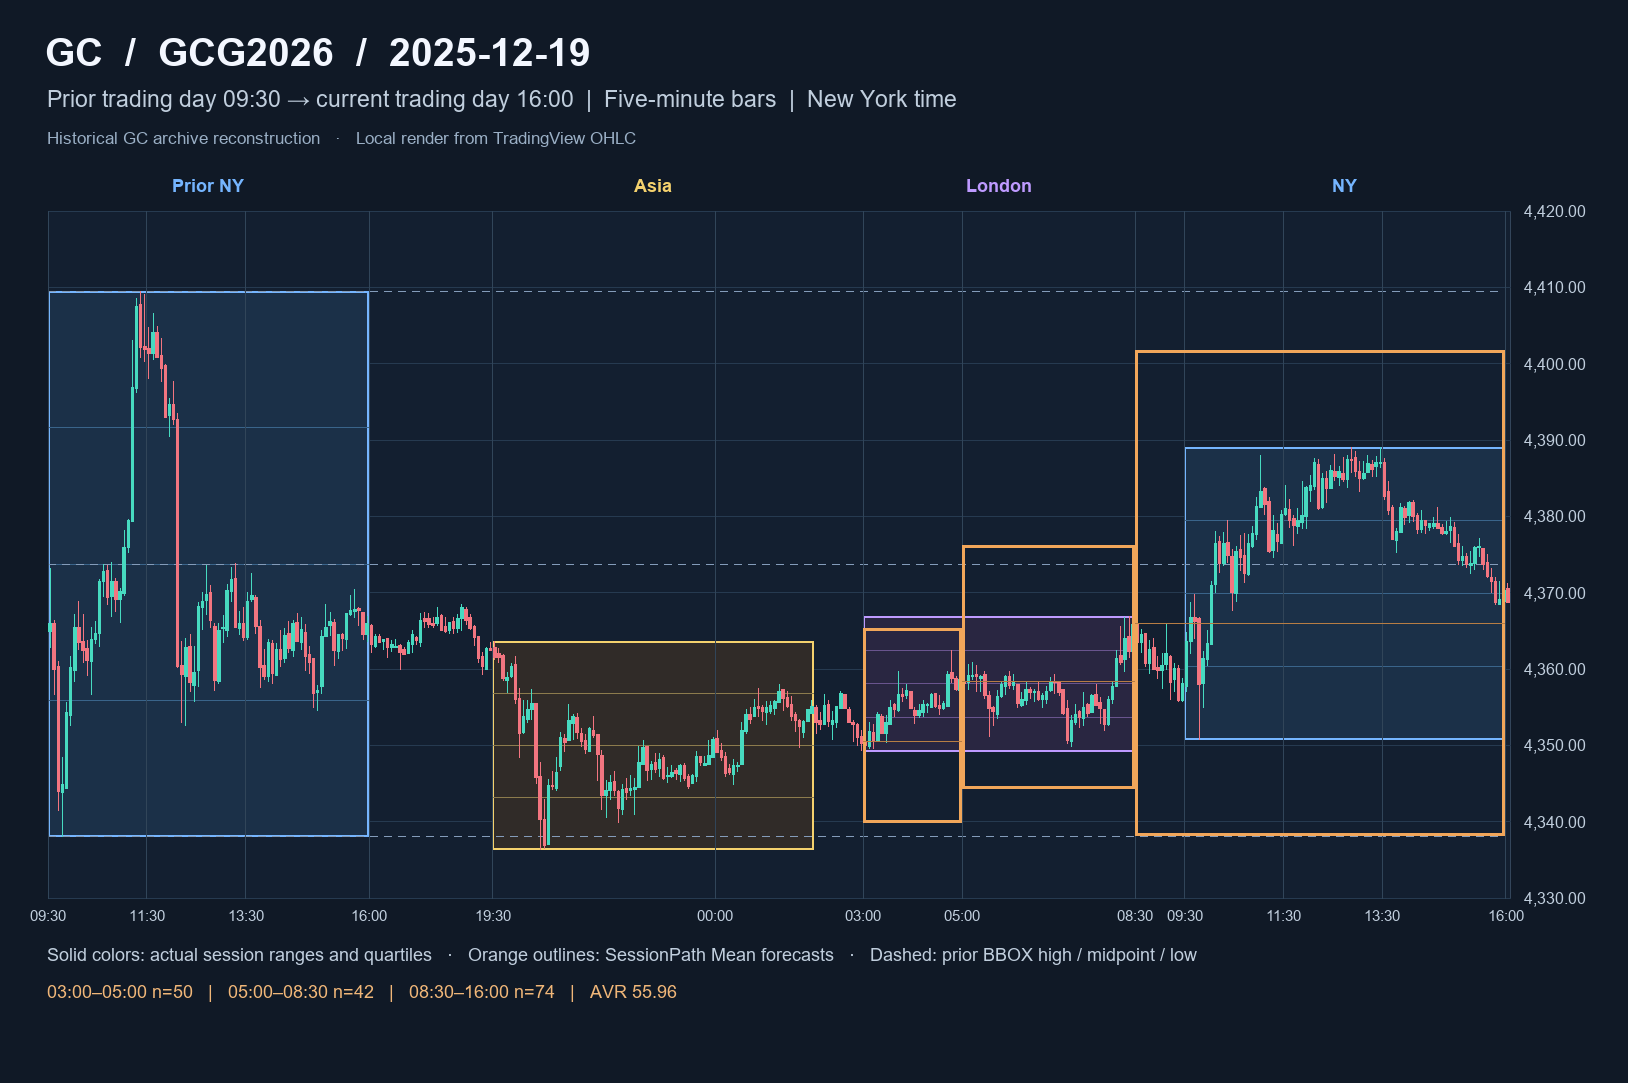 GC / GCG2026 / 2025-12-19
Prior trading day 09:30 → current trading day 16:00 | Five-minute bars | New York time
Historical GC archive reconstruction · Local render from TradingView OHLC
Prior NY Asia London NY
4,420.00
4,410.00
4,400.00
4,390.00
4,380.00
4,370.00
4,360.00
4,350.00
4,340.00
4,330.00
09:30 11:30 13:30 16:00 19:30 00:00 03:00 05:00 08:30 09:30 11:30 13:30 16:00
Solid colors: actual session ranges and quartiles · Orange outlines: SessionPath Mean forecasts · Dashed: prior BBOX high / midpoint / low
03:00–05:00 n=50 | 05:00–08:30 n=42 | 08:30–16:00 n=74 | AVR 55.96